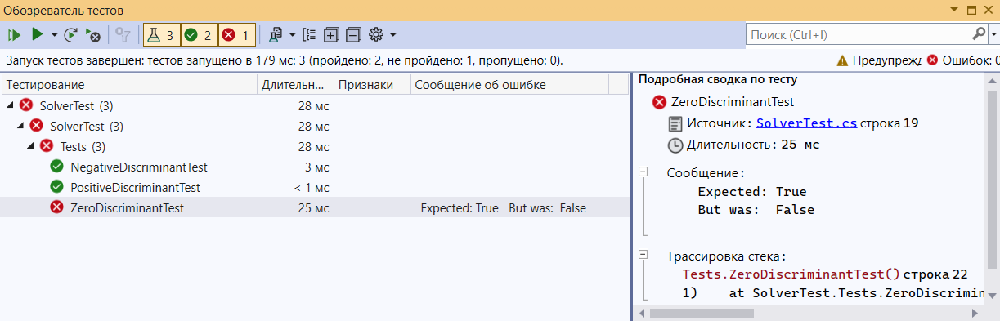 Обозреватель тестов
3 2 1 Поиск (Ctrl+I)
Запуск тестов завершен: тестов запущено в 179 мс: 3 (пройдено: 2, не пройдено: 1, пропущено: 0). Предупрежд Ошибок: 0
Тестирование Длительн... Признаки Сообщение об ошибке
SolverTest (3) 28 мс
SolverTest (3) 28 мс
Tests (3) 28 мс
NegativeDiscriminantTest 3 мс
PositiveDiscriminantTest < 1 мс
ZeroDiscriminantTest 25 мс Expected: True But was: False
Подробная сводка по тесту
ZeroDiscriminantTest
Источник: SolverTest.cs строка 19
Длительность: 25 мс
Сообщение:
Expected: True
But was: False
Трассировка стека:
Tests.ZeroDiscriminantTest() строка 22
1) at SolverTest.Tests.ZeroDiscrimin